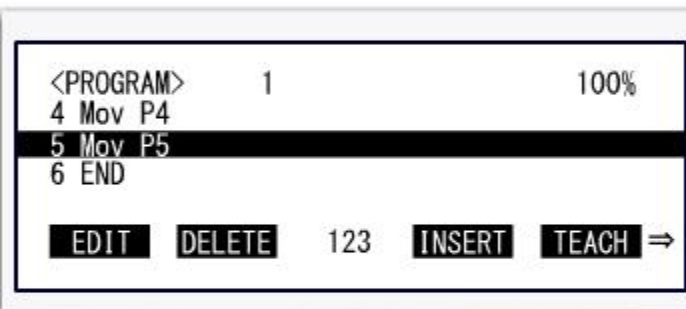 <PROGRAM> 1 100%
4 Mov P4
5 Mov P5
6 END
EDIT DELETE 123 INSERT TEACH ⇒